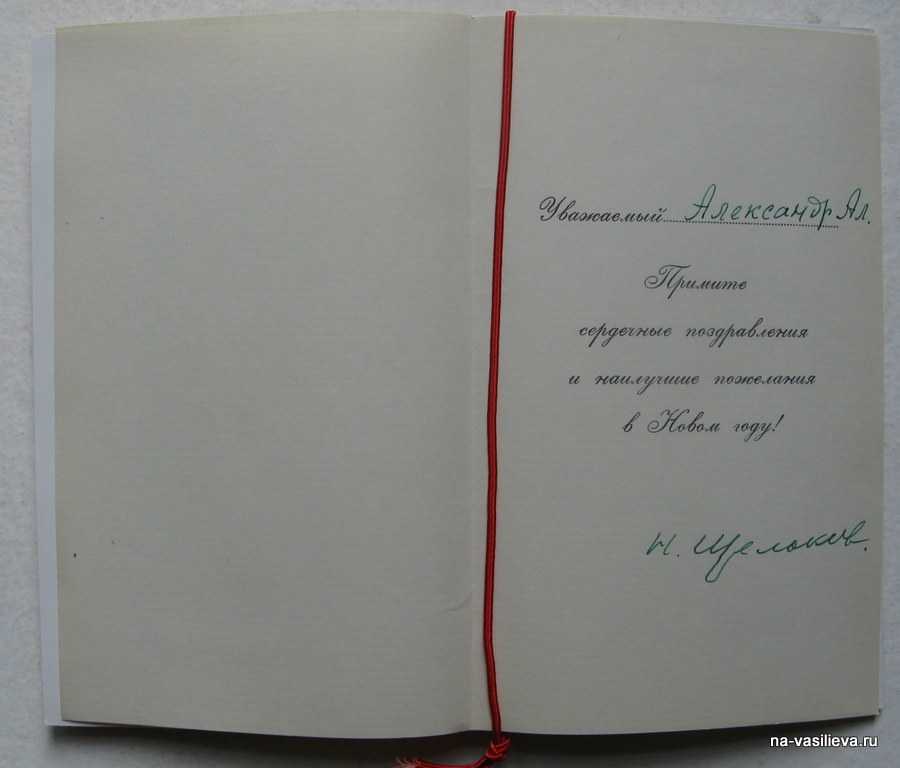 Уважаемый Александр Ал.
Примите
сердечные поздравления
и наилучшие пожелания
в Новом году!
Н. Щелоков.
na-vasilieva.ru